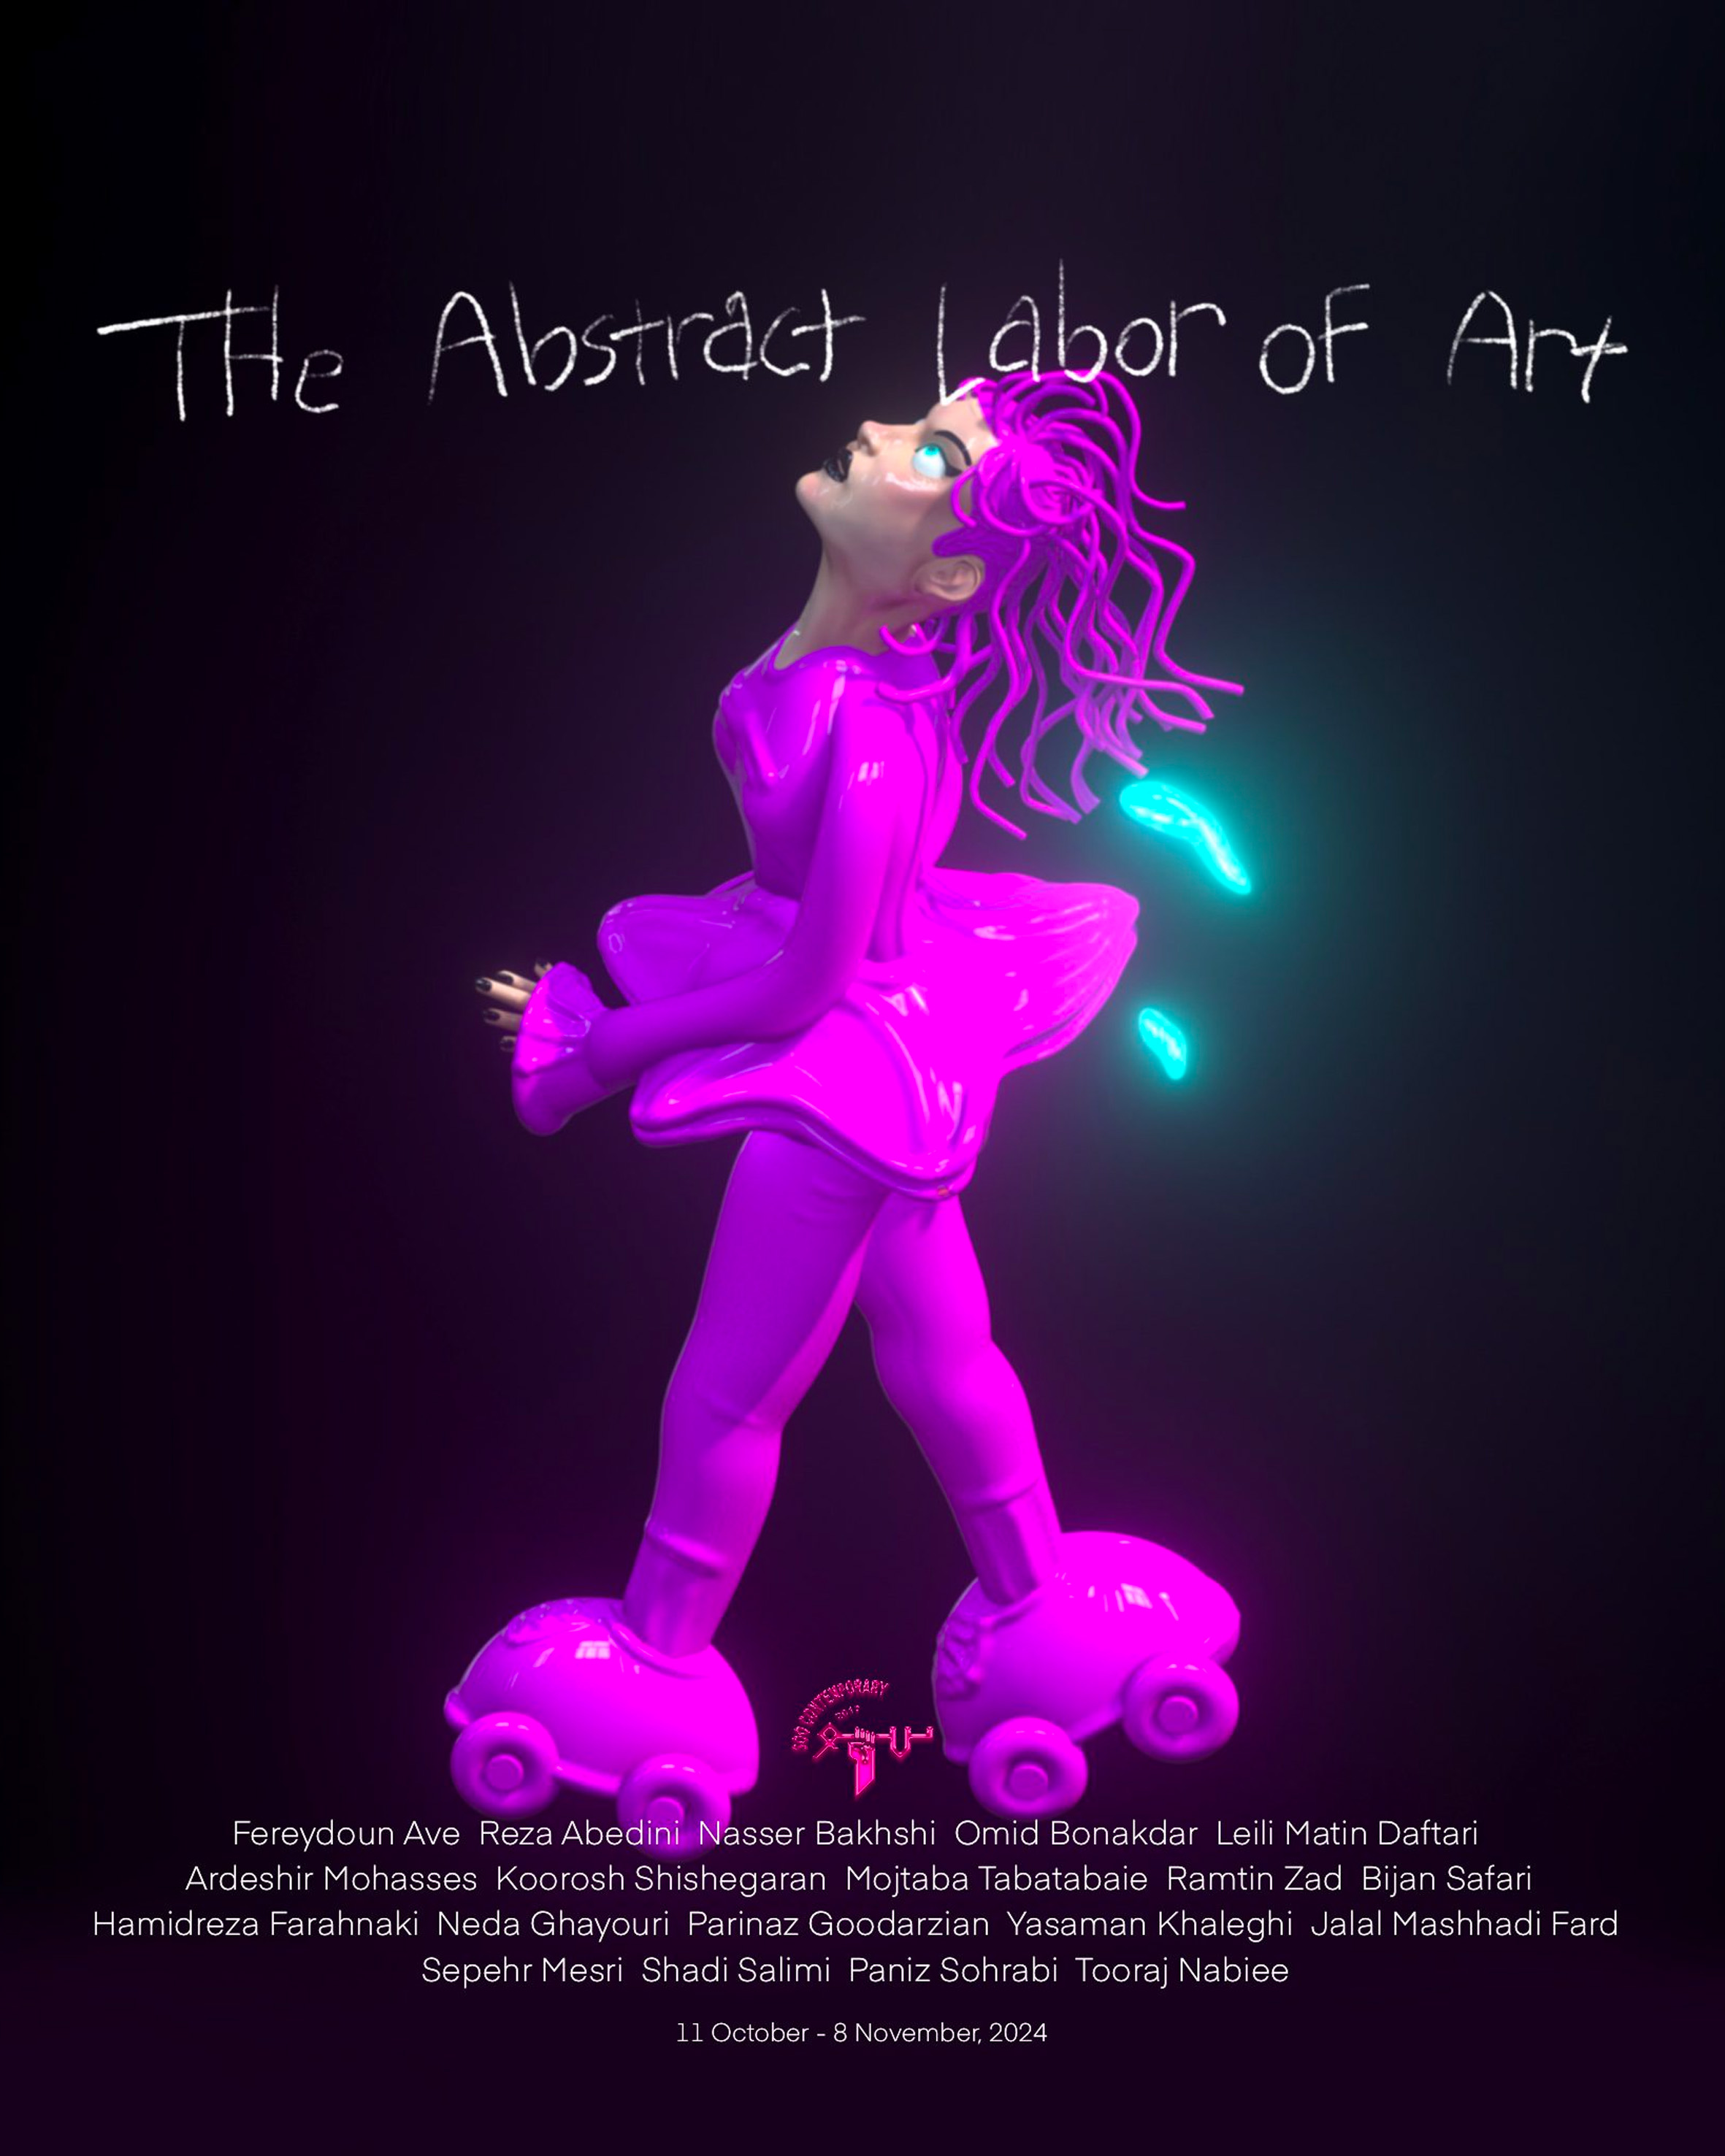 THe Abstract Labor of Art
CONTEMPORARY
Fereydoun Ave Reza Abedini Nasser Bakhshi Omid Bonakdar Leili Matin Daftari
Ardeshir Mohasses Koorosh Shishegaran Mojtaba Tabatabaie Ramtin Zad Bijan Safari
Hamidreza Farahnaki Neda Ghayouri Parinaz Goodarzian Yasaman Khaleghi Jalal Mashhadi Fard
Sepehr Mesri Shadi Salimi Paniz Sohrabi Tooraj Nabiee
11 October - 8 November, 2024